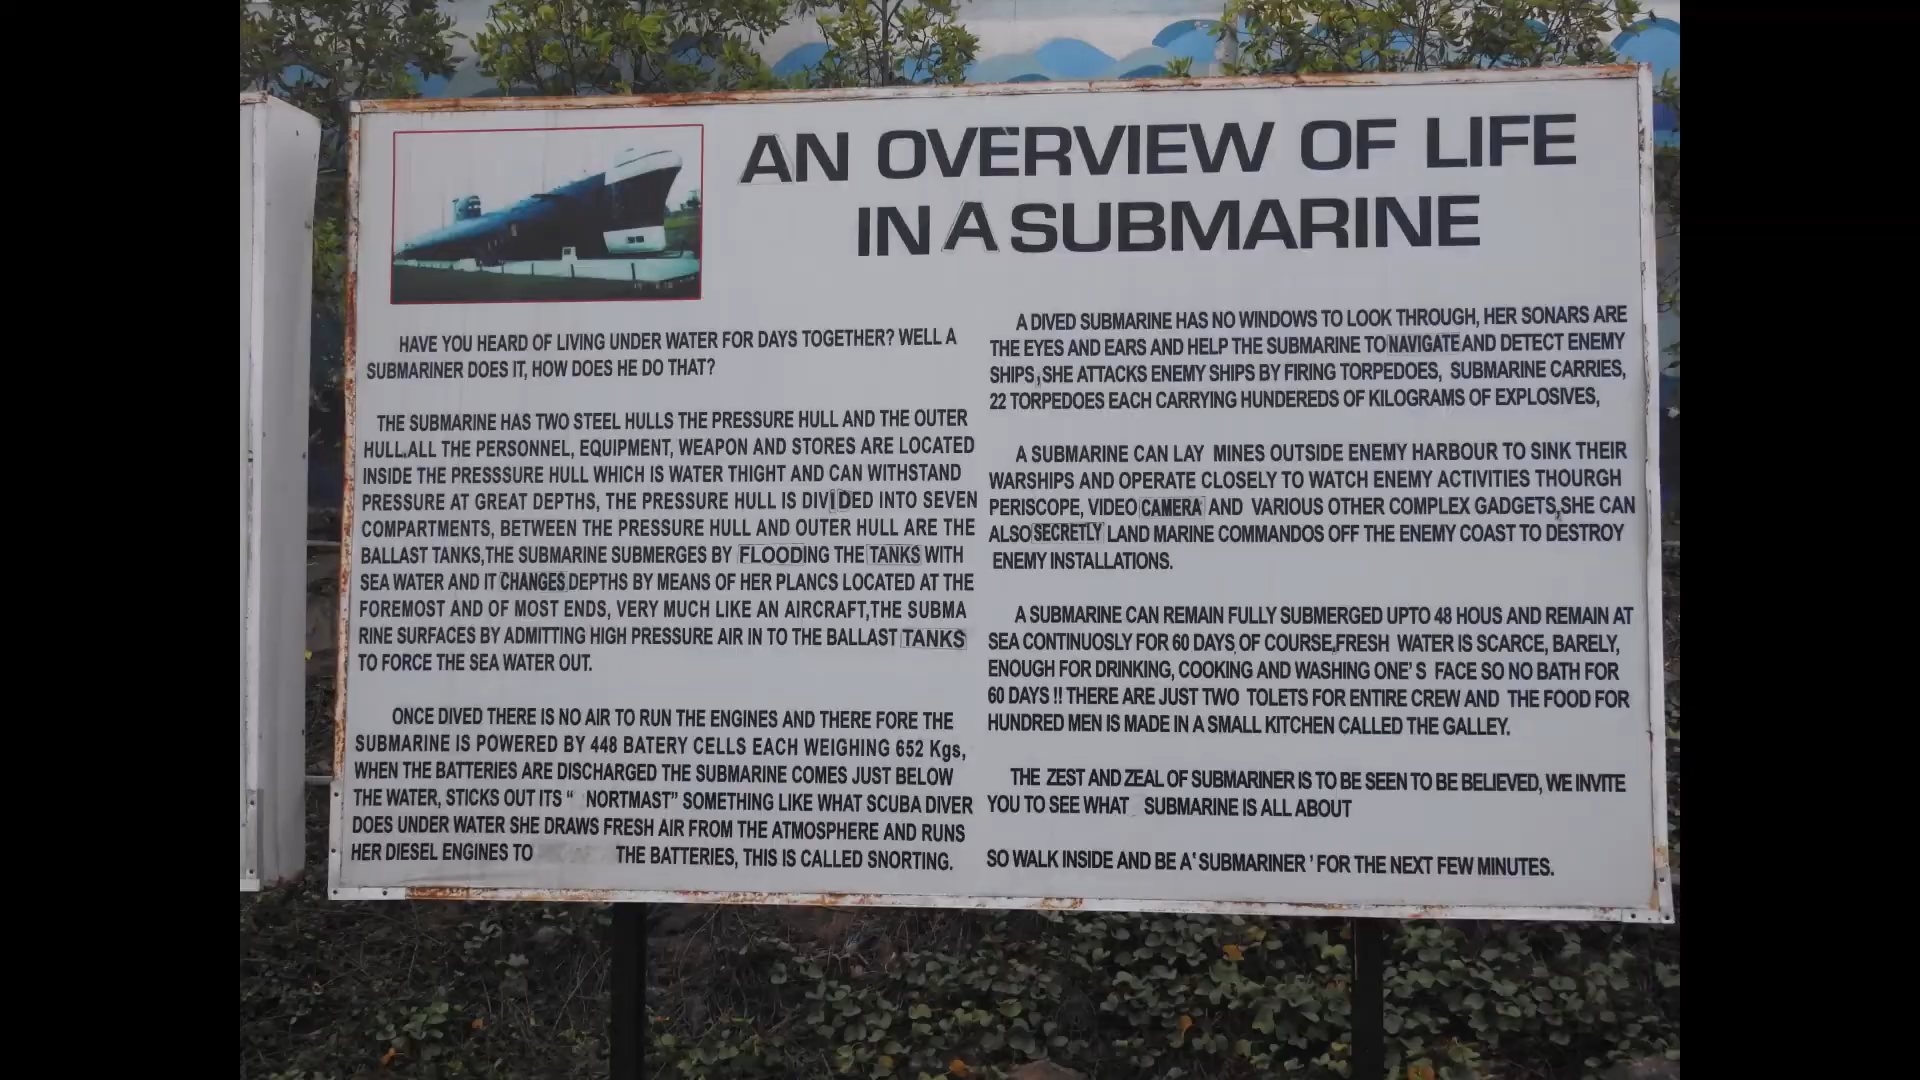 AN OVERVIEW OF LIFE
IN A SUBMARINE
HAVE YOU HEARD OF LIVING UNDER WATER FOR DAYS TOGETHER? WELL A
SUBMARINER DOES IT, HOW DOES HE DO THAT?
THE SUBMARINE HAS TWO STEEL HULLS THE PRESSURE HULL AND THE OUTER
HULL.ALL THE PERSONNEL, EQUIPMENT, WEAPON AND STORES ARE LOCATED
INSIDE THE PRESSSURE HULL WHICH IS WATER THIGHT AND CAN WITHSTAND
PRESSURE AT GREAT DEPTHS, THE PRESSURE HULL IS DIVIDED INTO SEVEN
COMPARTMENTS, BETWEEN THE PRESSURE HULL AND OUTER HULL ARE THE
BALLAST TANKS,THE SUBMARINE SUBMERGES BY FLOODING THE TANKS WITH
SEA WATER AND IT CHANGES DEPTHS BY MEANS OF HER PLANCS LOCATED AT THE
FOREMOST AND OF MOST ENDS, VERY MUCH LIKE AN AIRCRAFT,THE SUBMA
RINE SURFACES BY ADMITTING HIGH PRESSURE AIR IN TO THE BALLAST TANKS
TO FORCE THE SEA WATER OUT.
ONCE DIVED THERE IS NO AIR TO RUN THE ENGINES AND THERE FORE THE
SUBMARINE IS POWERED BY 448 BATERY CELLS EACH WEIGHING 652 Kgs,
WHEN THE BATTERIES ARE DISCHARGED THE SUBMARINE COMES JUST BELOW
THE WATER, STICKS OUT ITS “ NORTMAST” SOMETHING LIKE WHAT SCUBA DIVER
DOES UNDER WATER SHE DRAWS FRESH AIR FROM THE ATMOSPHERE AND RUNS
HER DIESEL ENGINES TO THE BATTERIES, THIS IS CALLED SNORTING.
A DIVED SUBMARINE HAS NO WINDOWS TO LOOK THROUGH, HER SONARS ARE
THE EYES AND EARS AND HELP THE SUBMARINE TO NAVIGATE AND DETECT ENEMY
SHIPS,SHE ATTACKS ENEMY SHIPS BY FIRING TORPEDOES, SUBMARINE CARRIES,
22 TORPEDOES EACH CARRYING HUNDEREDS OF KILOGRAMS OF EXPLOSIVES,
A SUBMARINE CAN LAY MINES OUTSIDE ENEMY HARBOUR TO SINK THEIR
WARSHIPS AND OPERATE CLOSELY TO WATCH ENEMY ACTIVITIES THOURGH
PERISCOPE, VIDEO CAMERA AND VARIOUS OTHER COMPLEX GADGETS,SHE CAN
ALSO SECRETLY LAND MARINE COMMANDOS OFF THE ENEMY COAST TO DESTROY
ENEMY INSTALLATIONS.
A SUBMARINE CAN REMAIN FULLY SUBMERGED UPTO 48 HOUS AND REMAIN AT
SEA CONTINUOSLY FOR 60 DAYS, OF COURSE,FRESH WATER IS SCARCE, BARELY,
ENOUGH FOR DRINKING, COOKING AND WASHING ONE’S FACE SO NO BATH FOR
60 DAYS !! THERE ARE JUST TWO TOLETS FOR ENTIRE CREW AND THE FOOD FOR
HUNDRED MEN IS MADE IN A SMALL KITCHEN CALLED THE GALLEY.
THE ZEST AND ZEAL OF SUBMARINER IS TO BE SEEN TO BE BELIEVED, WE INVITE
YOU TO SEE WHAT SUBMARINE IS ALL ABOUT
SO WALK INSIDE AND BE A‘ SUBMARINER ’ FOR THE NEXT FEW MINUTES.